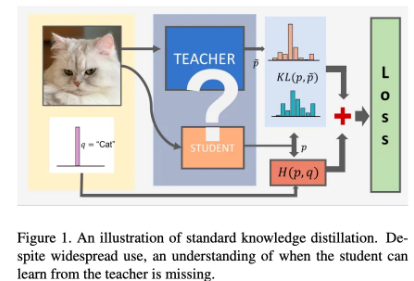 TEACHER
?
p̃
KL(p, p̃)
q = "Cat"
STUDENT
p
H(p,q)
+
Loss
Figure 1. An illustration of standard knowledge distillation. De-
spite widespread use, an understanding of when the student can
learn from the teacher is missing.